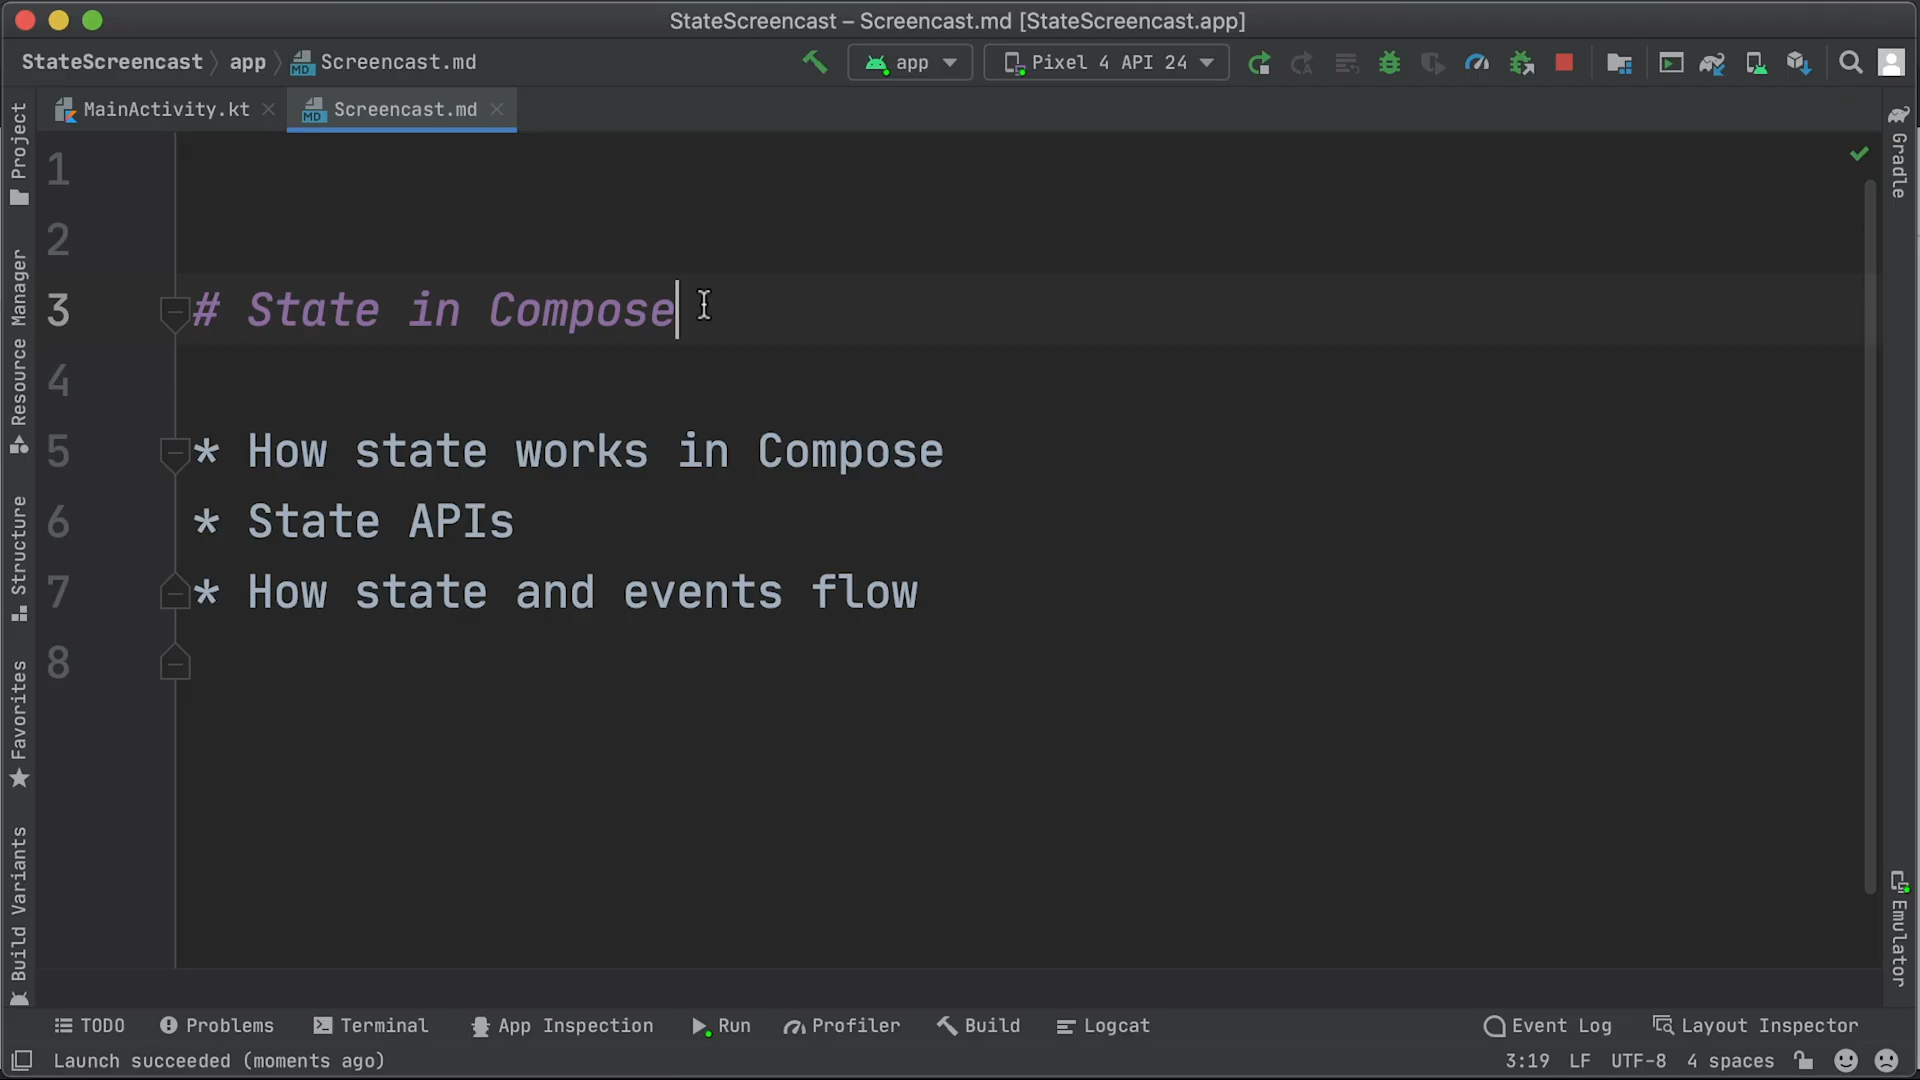 StateScreencast – Screencast.md [StateScreencast.app]
StateScreencast app Screencast.md app Pixel 4 API 24
MainActivity.kt Screencast.md
Project
Resource Manager
Structure
Favorites
Build Variants
1
2
3 # State in Compose
4
5 * How state works in Compose
6 * State APIs
7 * How state and events flow
8
Gradle
Emulator
TODO Problems Terminal App Inspection Run Profiler Build Logcat Event Log Layout Inspector
Launch succeeded (moments ago) 3:19 LF UTF-8 4 spaces